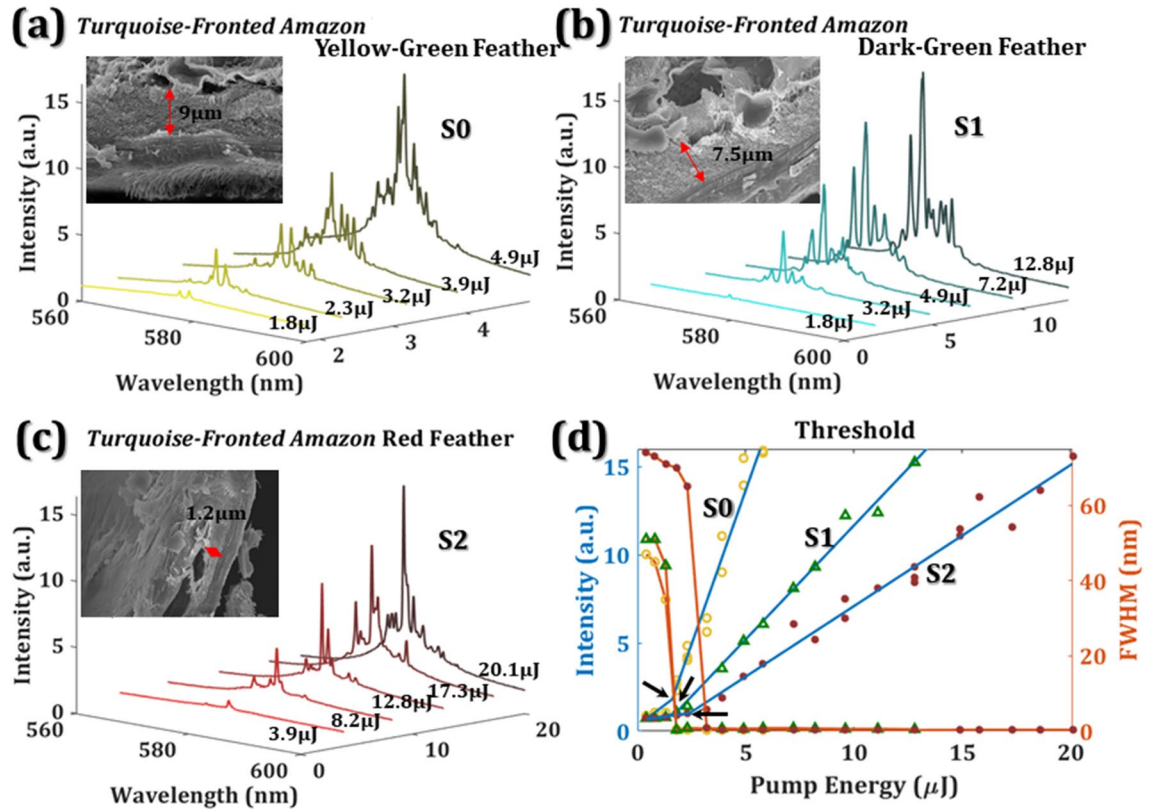 (a) Turquoise-Fronted Amazon
Yellow-Green Feather
15
10
5
0
Intensity (a.u.)
9μm
S0
4.9μJ
3.9μJ
3.2μJ
2.3μJ
1.8μJ
560
580
600
2
3
4
Wavelength (nm)
(b) Turquoise-Fronted Amazon
Dark-Green Feather
15
10
5
0
Intensity (a.u.)
7.5μm
S1
12.8μJ
7.2μJ
4.9μJ
3.2μJ
1.8μJ
560
580
600
0
5
10
Wavelength (nm)
(c) Turquoise-Fronted Amazon Red Feather
15
10
5
0
Intensity (a.u.)
1.2μm
S2
20.1μJ
17.3μJ
12.8μJ
8.2μJ
3.9μJ
560
580
600
0
10
20
Wavelength (nm)
(d) Threshold
15
10
5
0
Intensity (a.u.)
S0
S1
S2
60
40
20
0
FWHM (nm)
0
5
10
15
20
Pump Energy (μJ)